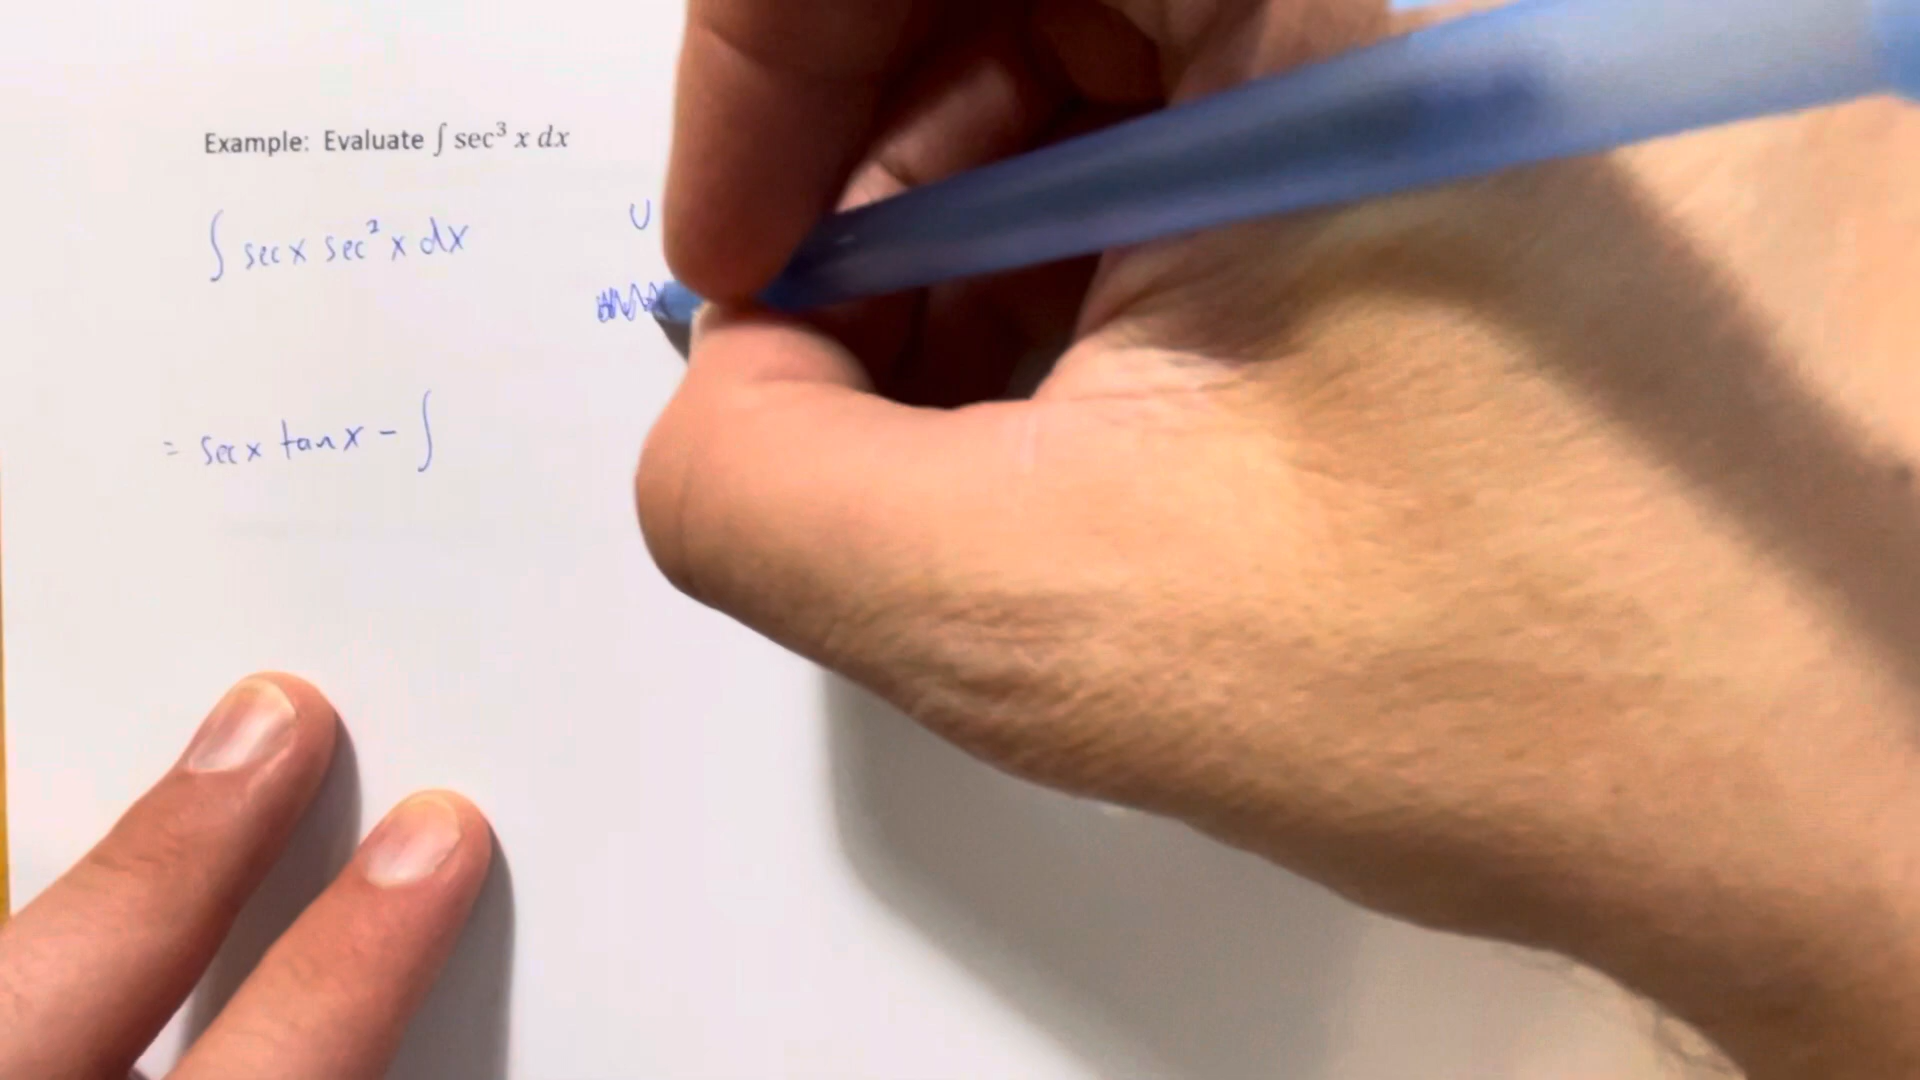 Example: Evaluate ∫ sec³ x dx
∫ sec x sec² x dx
U
= sec x tan x - ∫